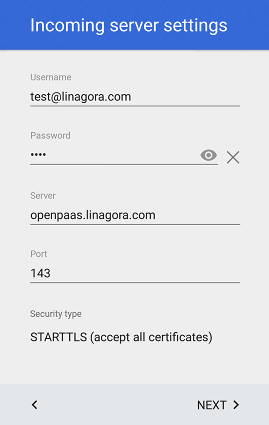 Incoming server settings
Username
test@linagora.com
Password
••••
Server
openpaas.linagora.com
Port
143
Security type
STARTTLS (accept all certificates)
NEXT